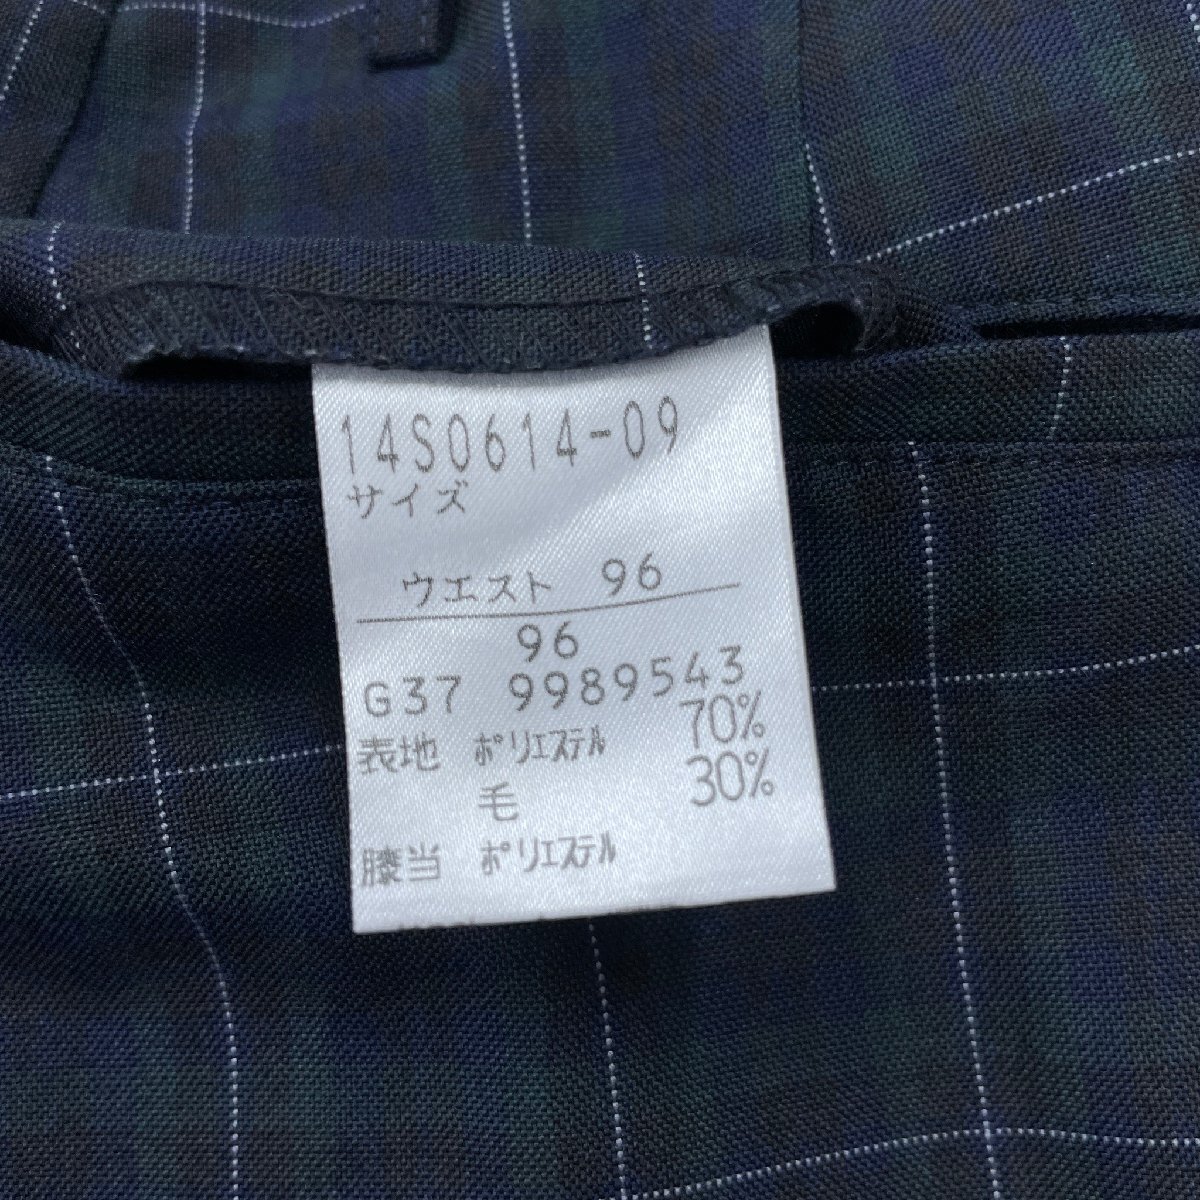 14S0614-09
サイズ
ウエスト 96
96
G37 9989543
表地 ポリエステル 70%
毛 30%
膝当 ポリエステル